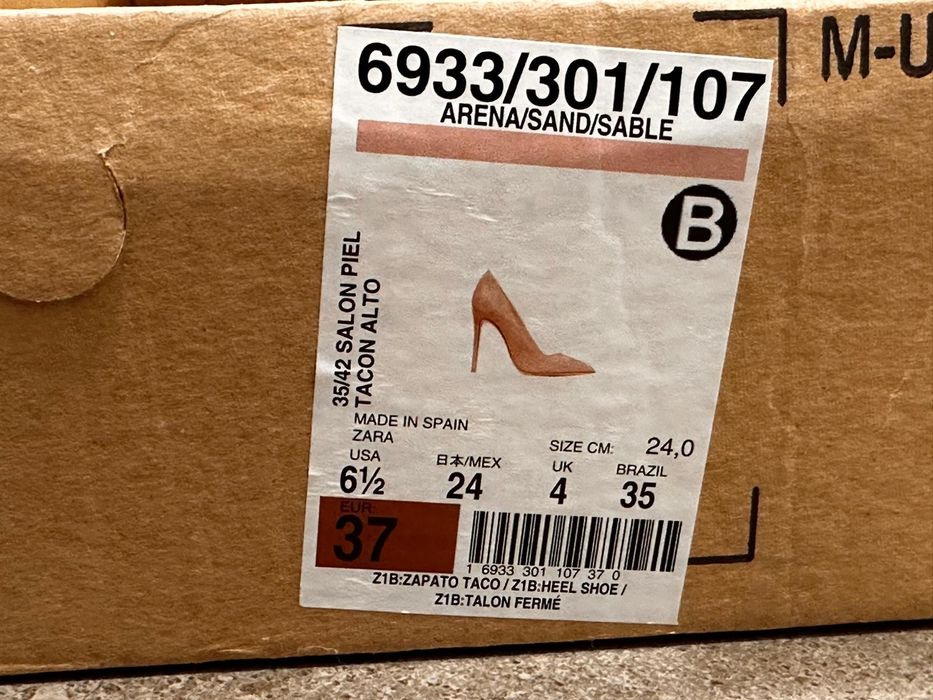 M-U
6933/301/107
ARENA/SAND/SABLE
B
35/42 SALON PIEL
TACON ALTO
MADE IN SPAIN
ZARA
SIZE CM: 24,0
USA 日本/MEX UK BRAZIL
6½ 24 4 35
EUR:
37
1 6933 301 107 37 0
Z1B:ZAPATO TACO / Z1B:HEEL SHOE /
Z1B:TALON FERMÉ